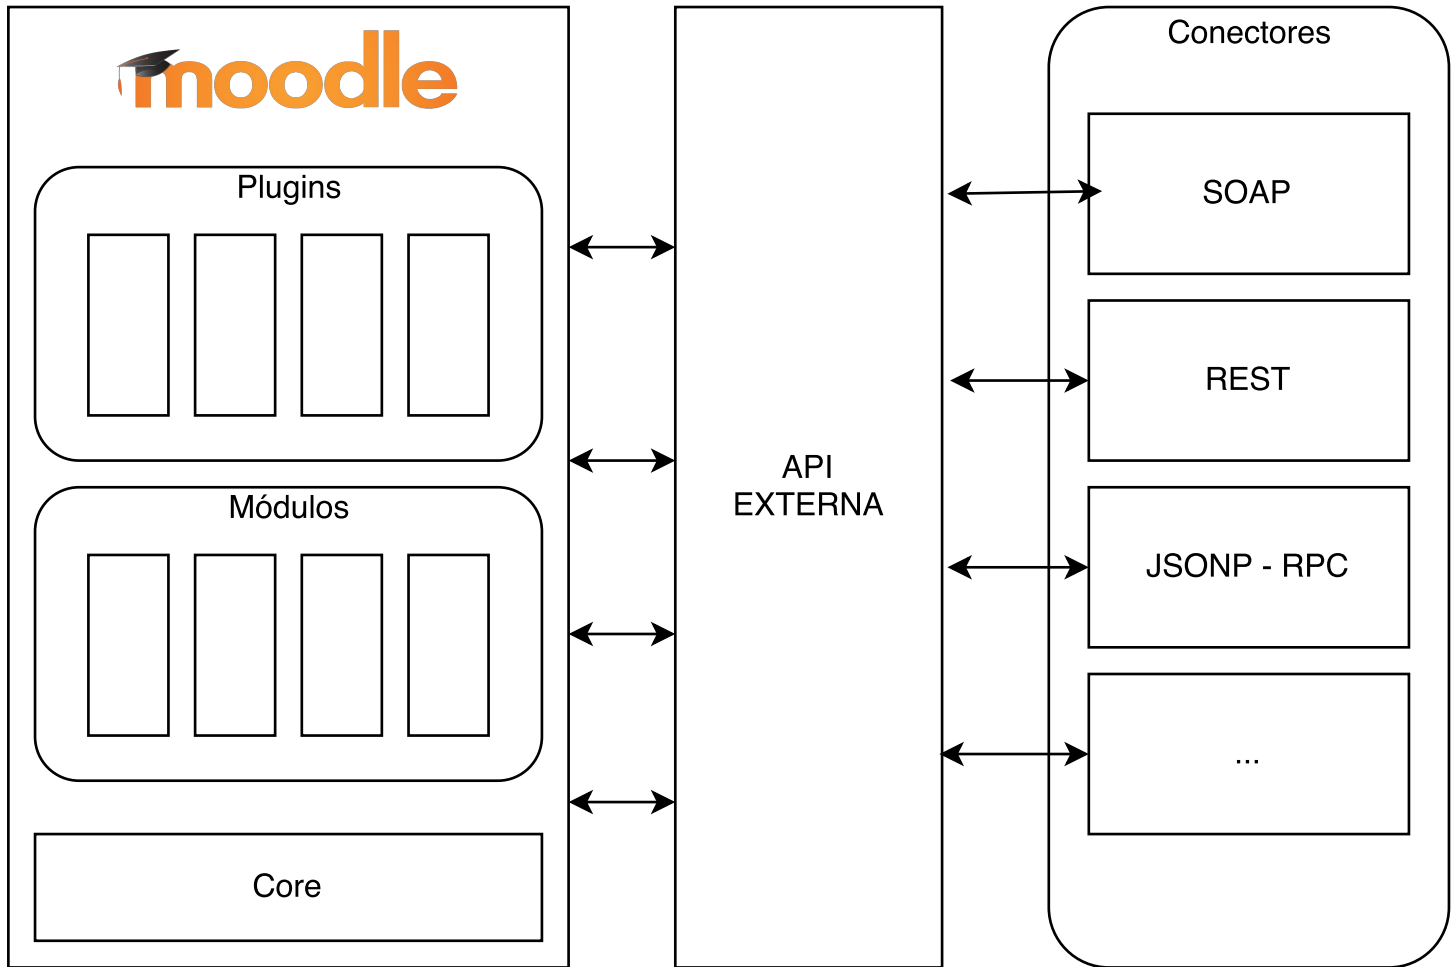 moodle
Plugins
Módulos
Core
API
EXTERNA
Conectores
SOAP
REST
JSONP - RPC
...